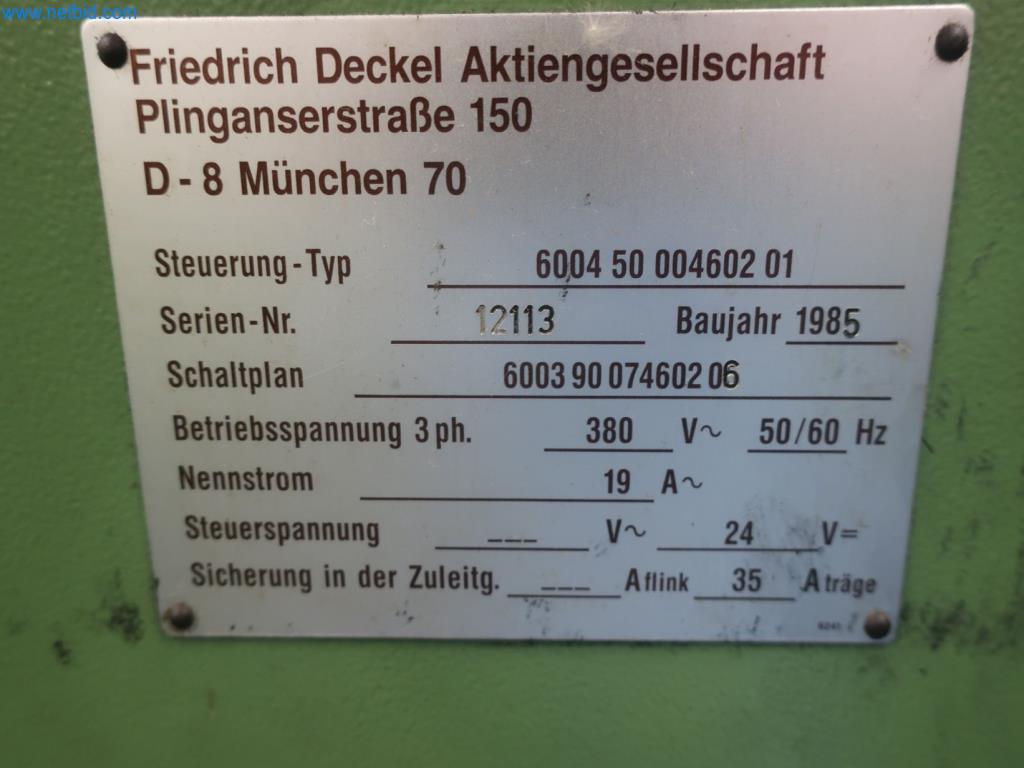 www.netbid.com
Friedrich Deckel Aktiengesellschaft
Plinganserstraße 150
D - 8 München 70
Steuerung - Typ 6004 50 004602 01
Serien-Nr. 12113 Baujahr 1985
Schaltplan 6003 90 074602 06
Betriebsspannung 3 ph. 380 V~ 50/60 Hz
Nennstrom 19 A~
Steuerspannung --- V~ 24 V=
Sicherung in der Zuleitg. --- A flink 35 A träge